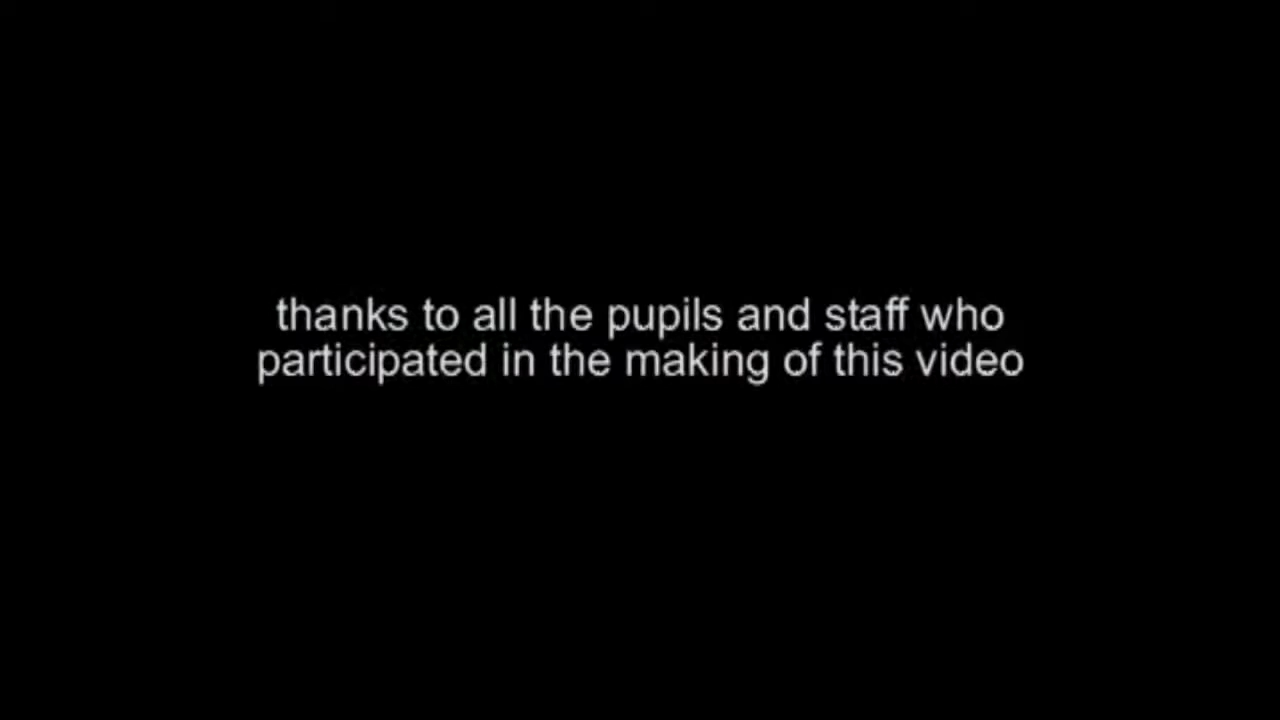 thanks to all the pupils and staff who
participated in the making of this video